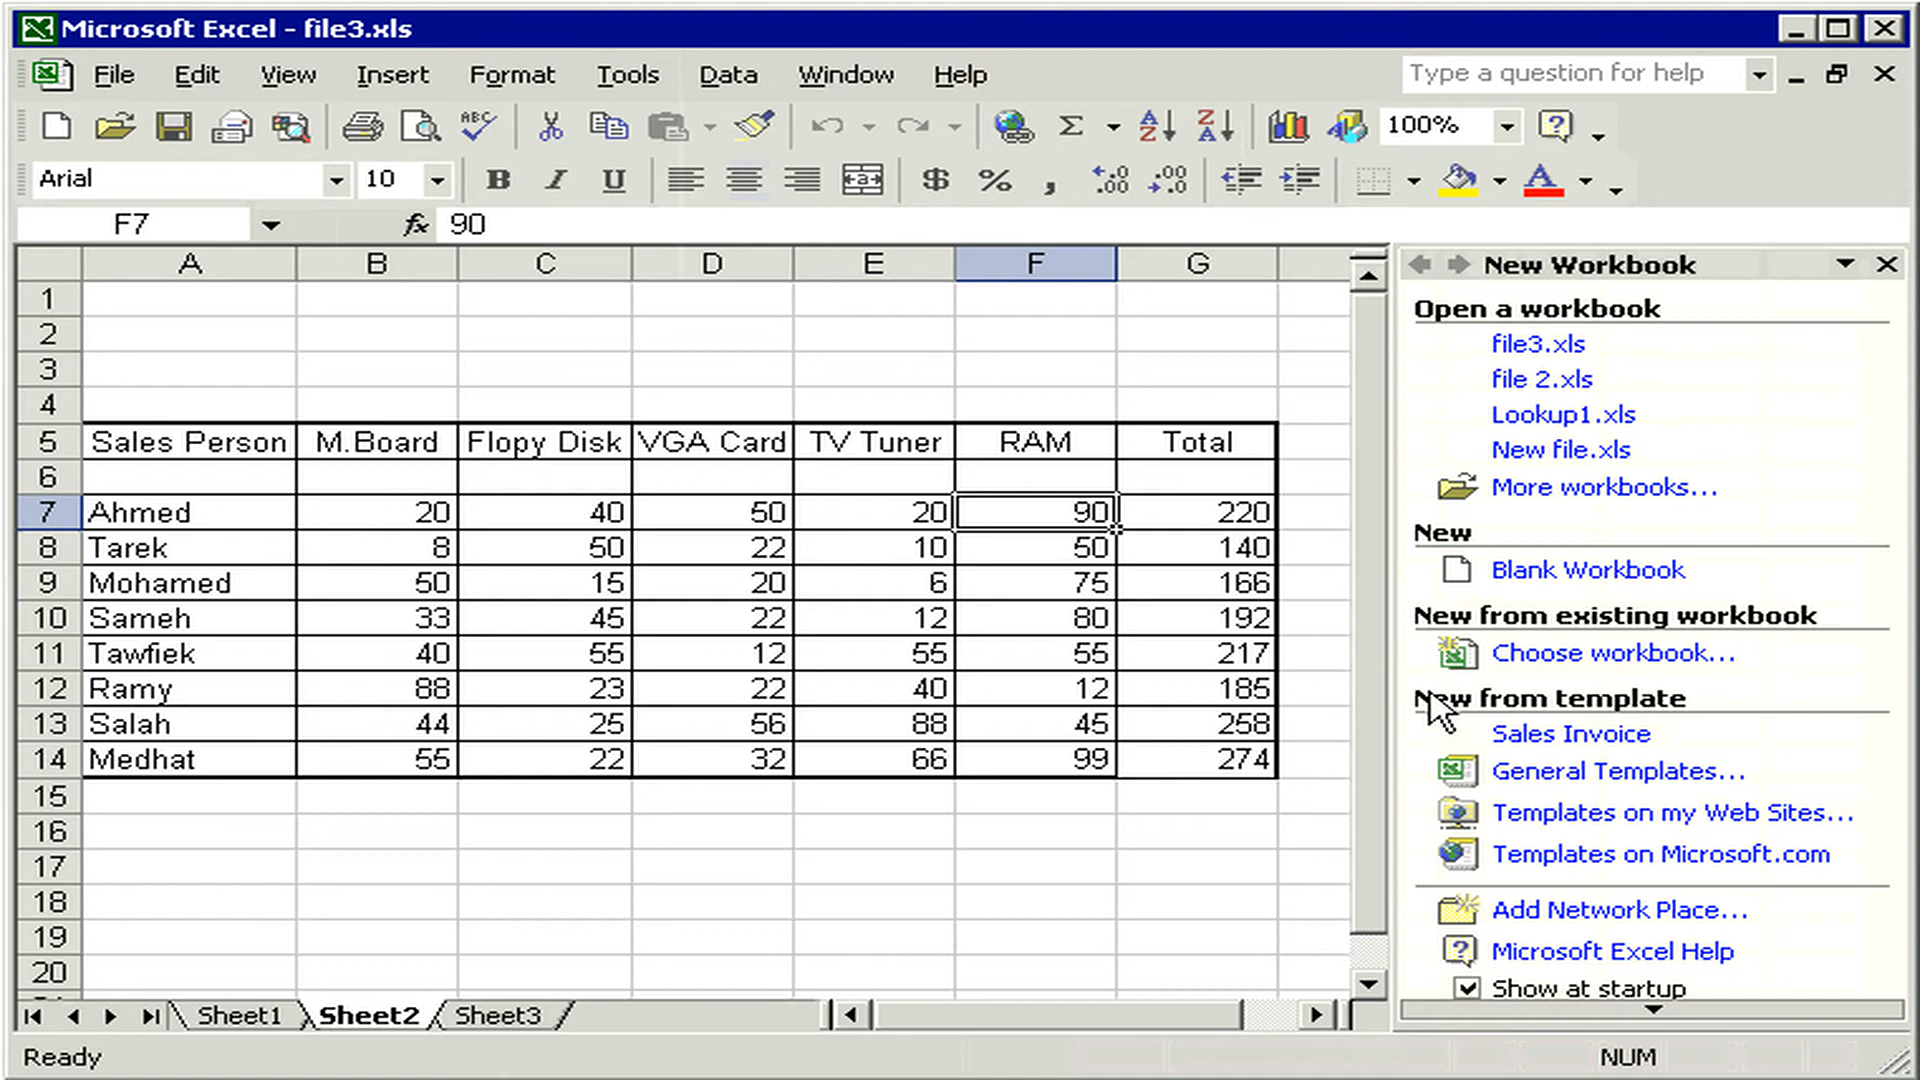 Microsoft Excel - file3.xls
File Edit View Insert Format Tools Data Window Help Type a question for help
ABC Σ A Z Z A 100% ?
Arial 10 B I U a $ % , .00 .00 A
F7 fx 90
A B C D E F G
1
2
3
4
5 Sales Person M.Board Flopy Disk VGA Card TV Tuner RAM Total
6
7 Ahmed 20 40 50 20 90 220
8 Tarek 8 50 22 10 50 140
9 Mohamed 50 15 20 6 75 166
10 Sameh 33 45 22 12 80 192
11 Tawfiek 40 55 12 55 55 217
12 Ramy 88 23 22 40 12 185
13 Salah 44 25 56 88 45 258
14 Medhat 55 22 32 66 99 274
15
16
17
18
19
20
Sheet1 Sheet2 Sheet3
Ready NUM
New Workbook
Open a workbook
file3.xls
file 2.xls
Lookup1.xls
New file.xls
More workbooks...
New
Blank Workbook
New from existing workbook
Choose workbook...
New from template
Sales Invoice
General Templates...
Templates on my Web Sites...
Templates on Microsoft.com
Add Network Place...
Microsoft Excel Help
Show at startup